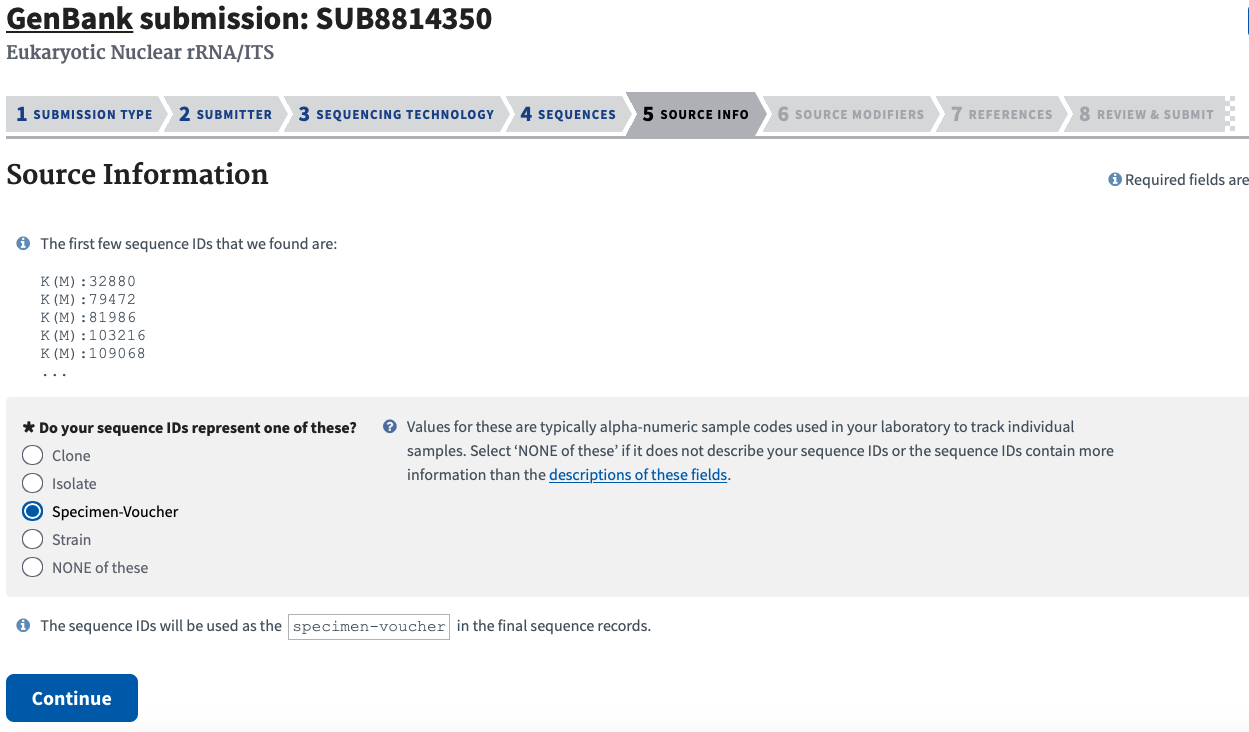 GenBank submission: SUB8814350
Eukaryotic Nuclear rRNA/ITS
1 SUBMISSION TYPE 2 SUBMITTER 3 SEQUENCING TECHNOLOGY 4 SEQUENCES 5 SOURCE INFO 6 SOURCE MODIFIERS 7 REFERENCES 8 REVIEW & SUBMIT
Source Information
Required fields are
The first few sequence IDs that we found are:
K(M):32880
K(M):79472
K(M):81986
K(M):103216
K(M):109068
...
* Do your sequence IDs represent one of these?
Clone
Isolate
Specimen-Voucher
Strain
NONE of these
Values for these are typically alpha-numeric sample codes used in your laboratory to track individual
samples. Select ‘NONE of these’ if it does not describe your sequence IDs or the sequence IDs contain more
information than the descriptions of these fields.
The sequence IDs will be used as the specimen-voucher in the final sequence records.
Continue